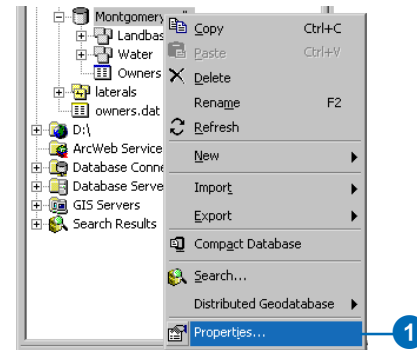 Montgomery
Landbas
Water
Owners
laterals
owners.dat
D:\
ArcWeb Service
Database Conne
Database Serve
GIS Servers
Search Results
Copy Ctrl+C
Paste Ctrl+V
Delete
Rename F2
Refresh
New
Import
Export
Compact Database
Search...
Distributed Geodatabase
Properties...
1